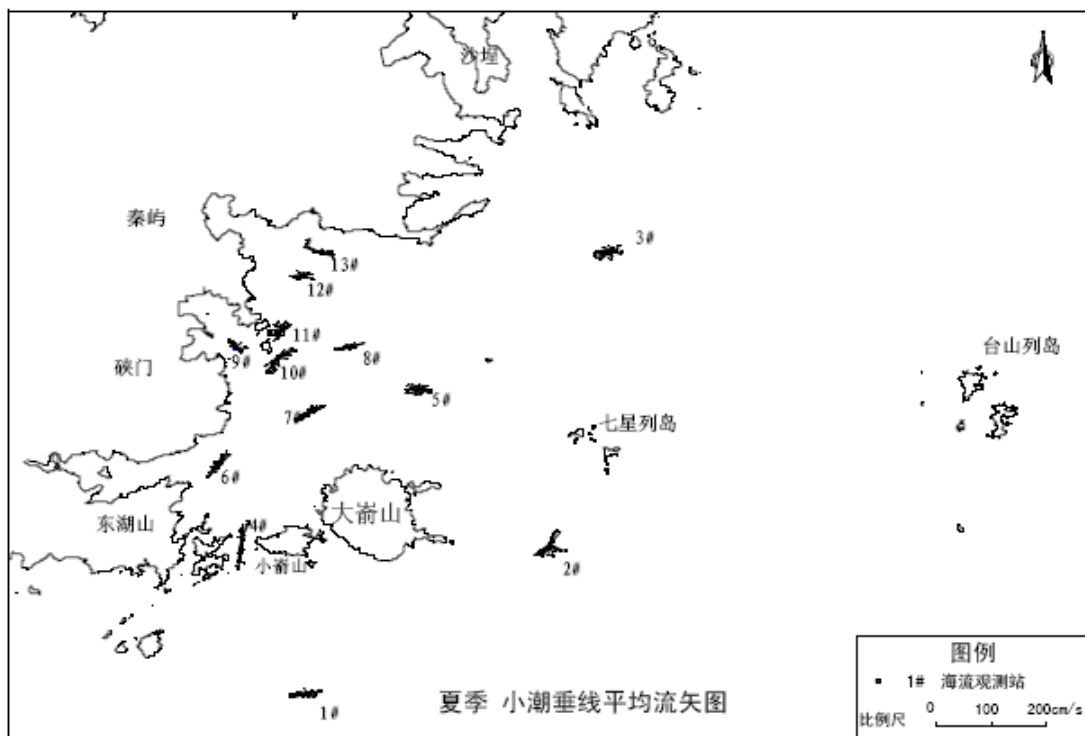 沙埕
秦屿
3#
13#
12#
11#
8#
9#
10#
硖门
台山列岛
5#
7#
七星列岛
6#
大嵛山
东湖山
4#
小嵛山
2#
图例
1# 海流观测站
夏季 小潮垂线平均流矢图
1#
比例尺 0 100 200cm/s